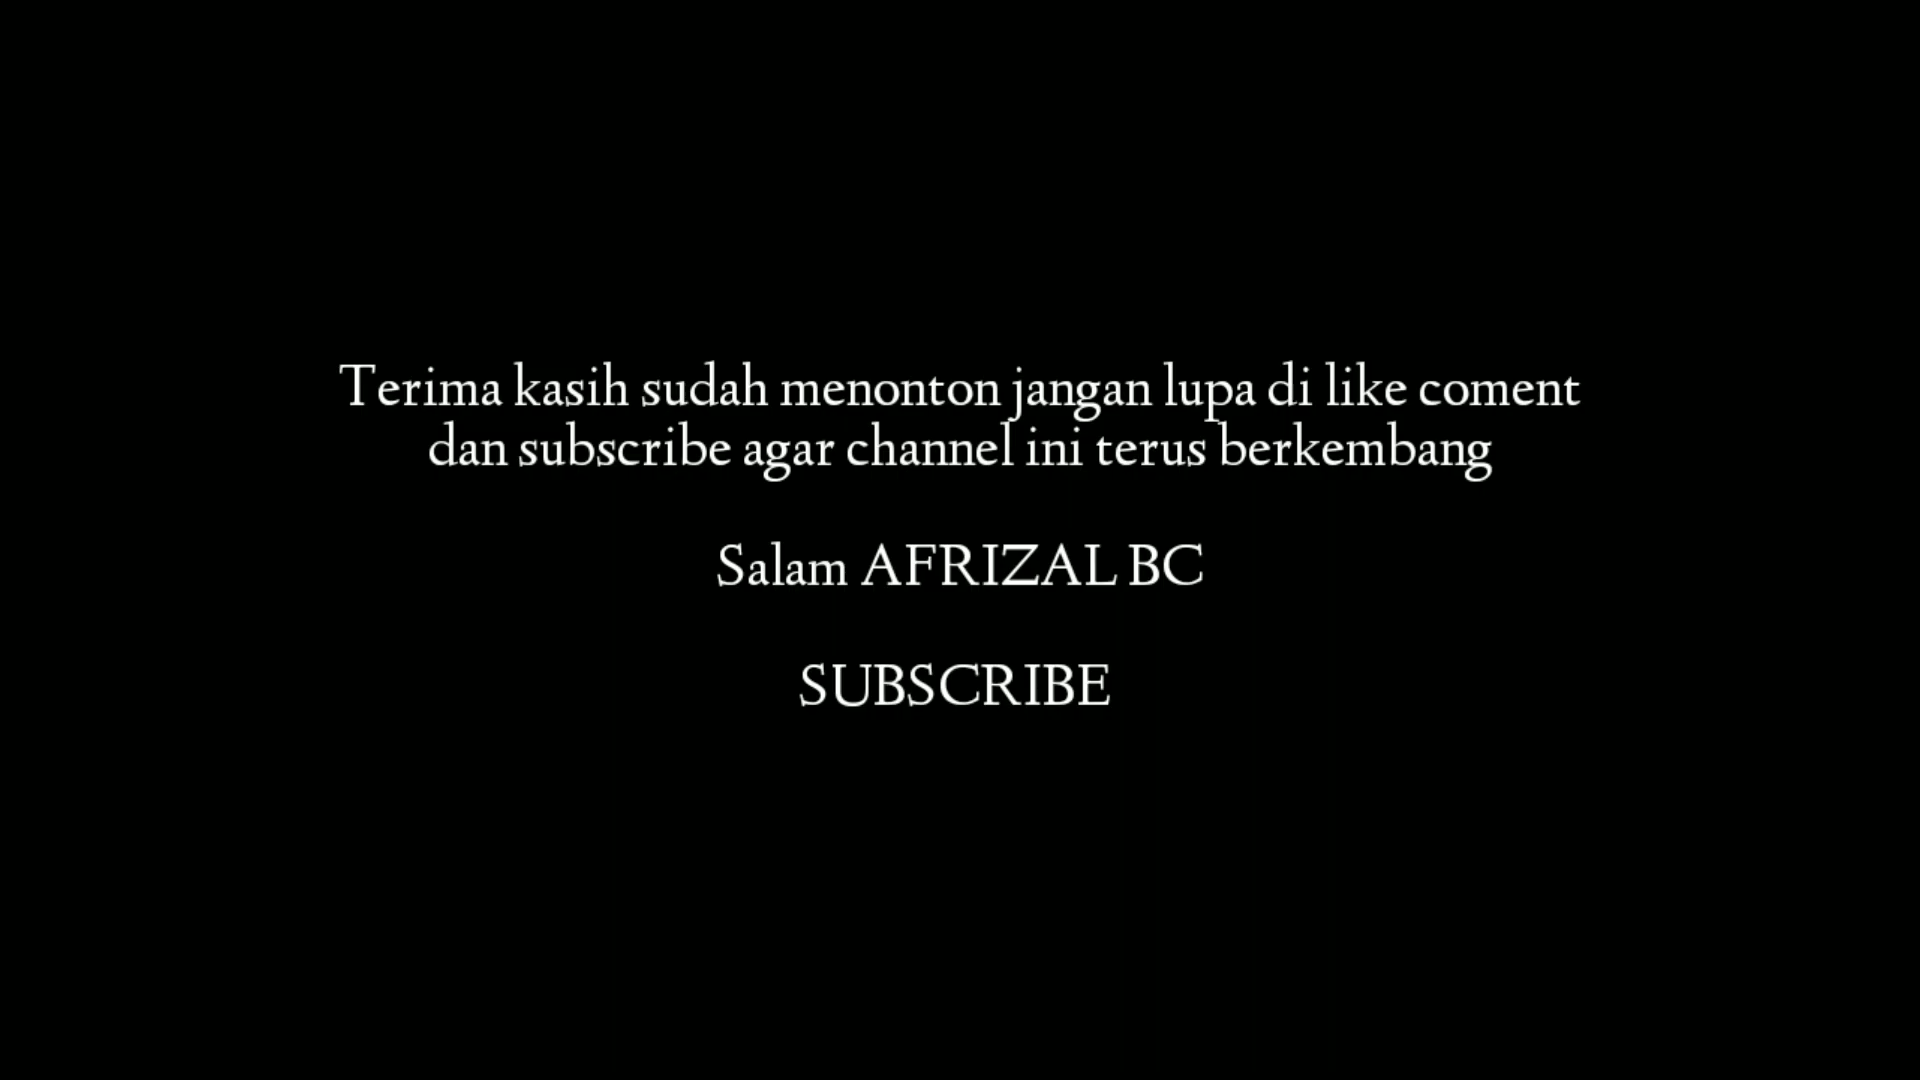 Terima kasih sudah menonton jangan lupa di like coment
dan subscribe agar channel ini terus berkembang
Salam AFRIZAL BC
SUBSCRIBE